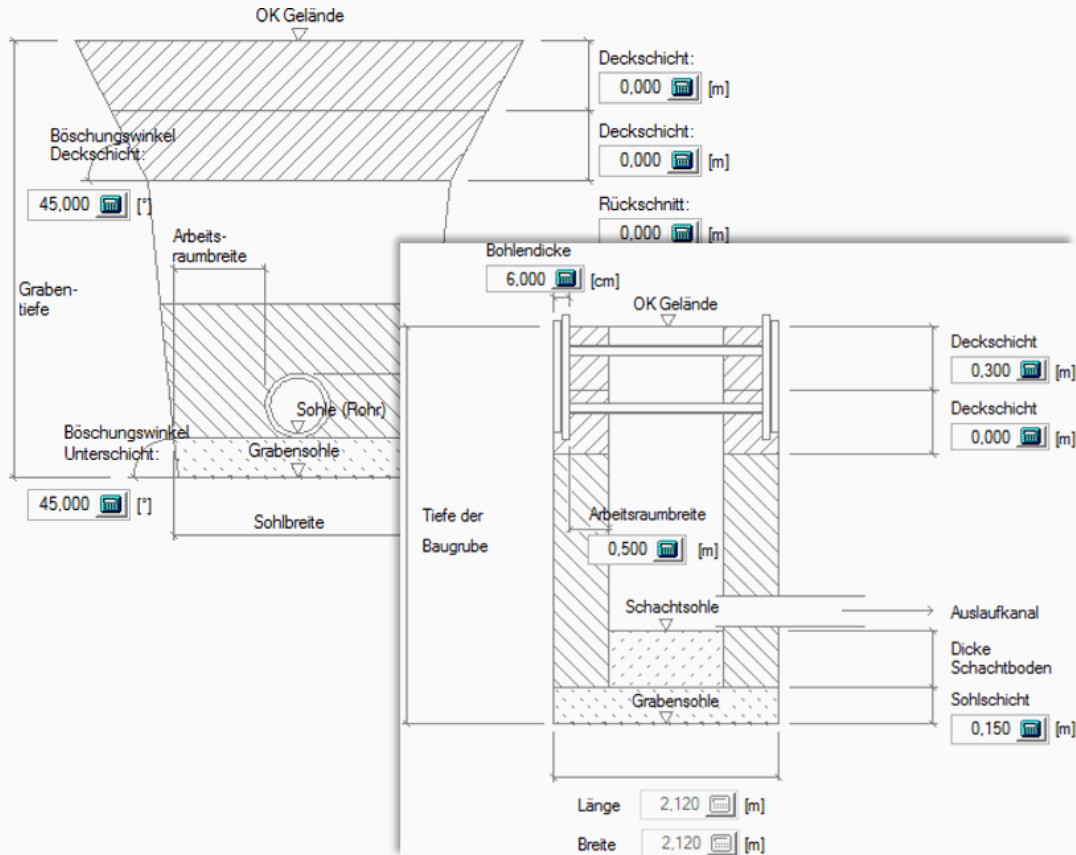 OK Gelände
Deckschicht:
0,000 [m]
Deckschicht:
0,000 [m]
Rückschnitt:
0,000 [m]
Böschungswinkel
Deckschicht:
45,000 [°]
Arbeits-
raumbreite
Graben-
tiefe
Sohle (Rohr)
Böschungswinkel
Unterschicht:
Grabensohle
45,000 [°]
Sohlbreite
Bohlendicke
6,000 [cm]
OK Gelände
Deckschicht
0,300 [m]
Deckschicht
0,000 [m]
Tiefe der
Baugrube
Arbeitsraumbreite
0,500 [m]
Schachtsohle
Auslaufkanal
Dicke
Schachtboden
Grabensohle
Sohlschicht
0,150 [m]
Länge 2,120 [m]
Breite 2,120 [m]